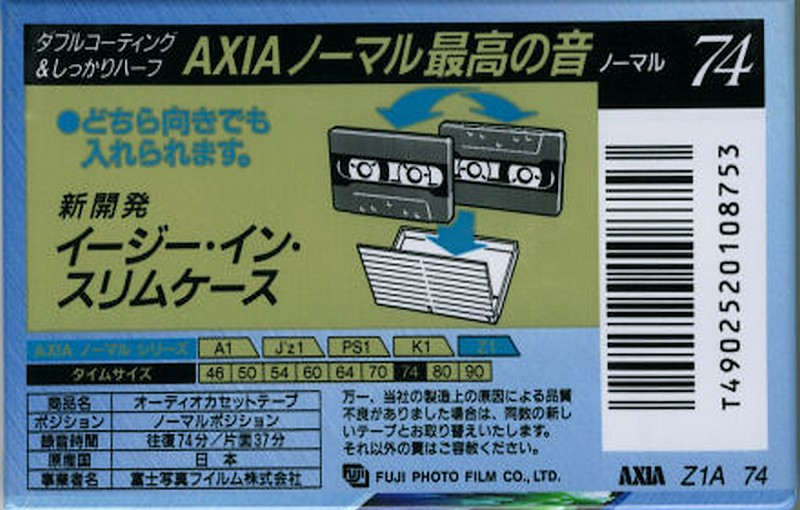 ダブルコーティング
&しっかりハーフ
AXIAノーマル最高の音 ノーマル 74
●どちら向きでも
入れられます。
新開発
イージー・イン・
スリムケース
T4902520108753
AXIA ノーマル シリーズ A1 J'z1 PS1 K1 Z1
タイムサイズ 46 50 54 60 64 70 74 80 90
商品名 オーディオカセットテープ
ポジション ノーマルポジション
録音時間 往復74分/片面37分
原産国 日本
事業者名 富士写真フイルム株式会社
万一、当社の製造上の原因による品質
不良がありました場合は、同数の新し
いテープとお取り替えいたします。
それ以外の責はご容赦ください。
FUJI FUJI PHOTO FILM CO., LTD.
AXIA Z1A 74